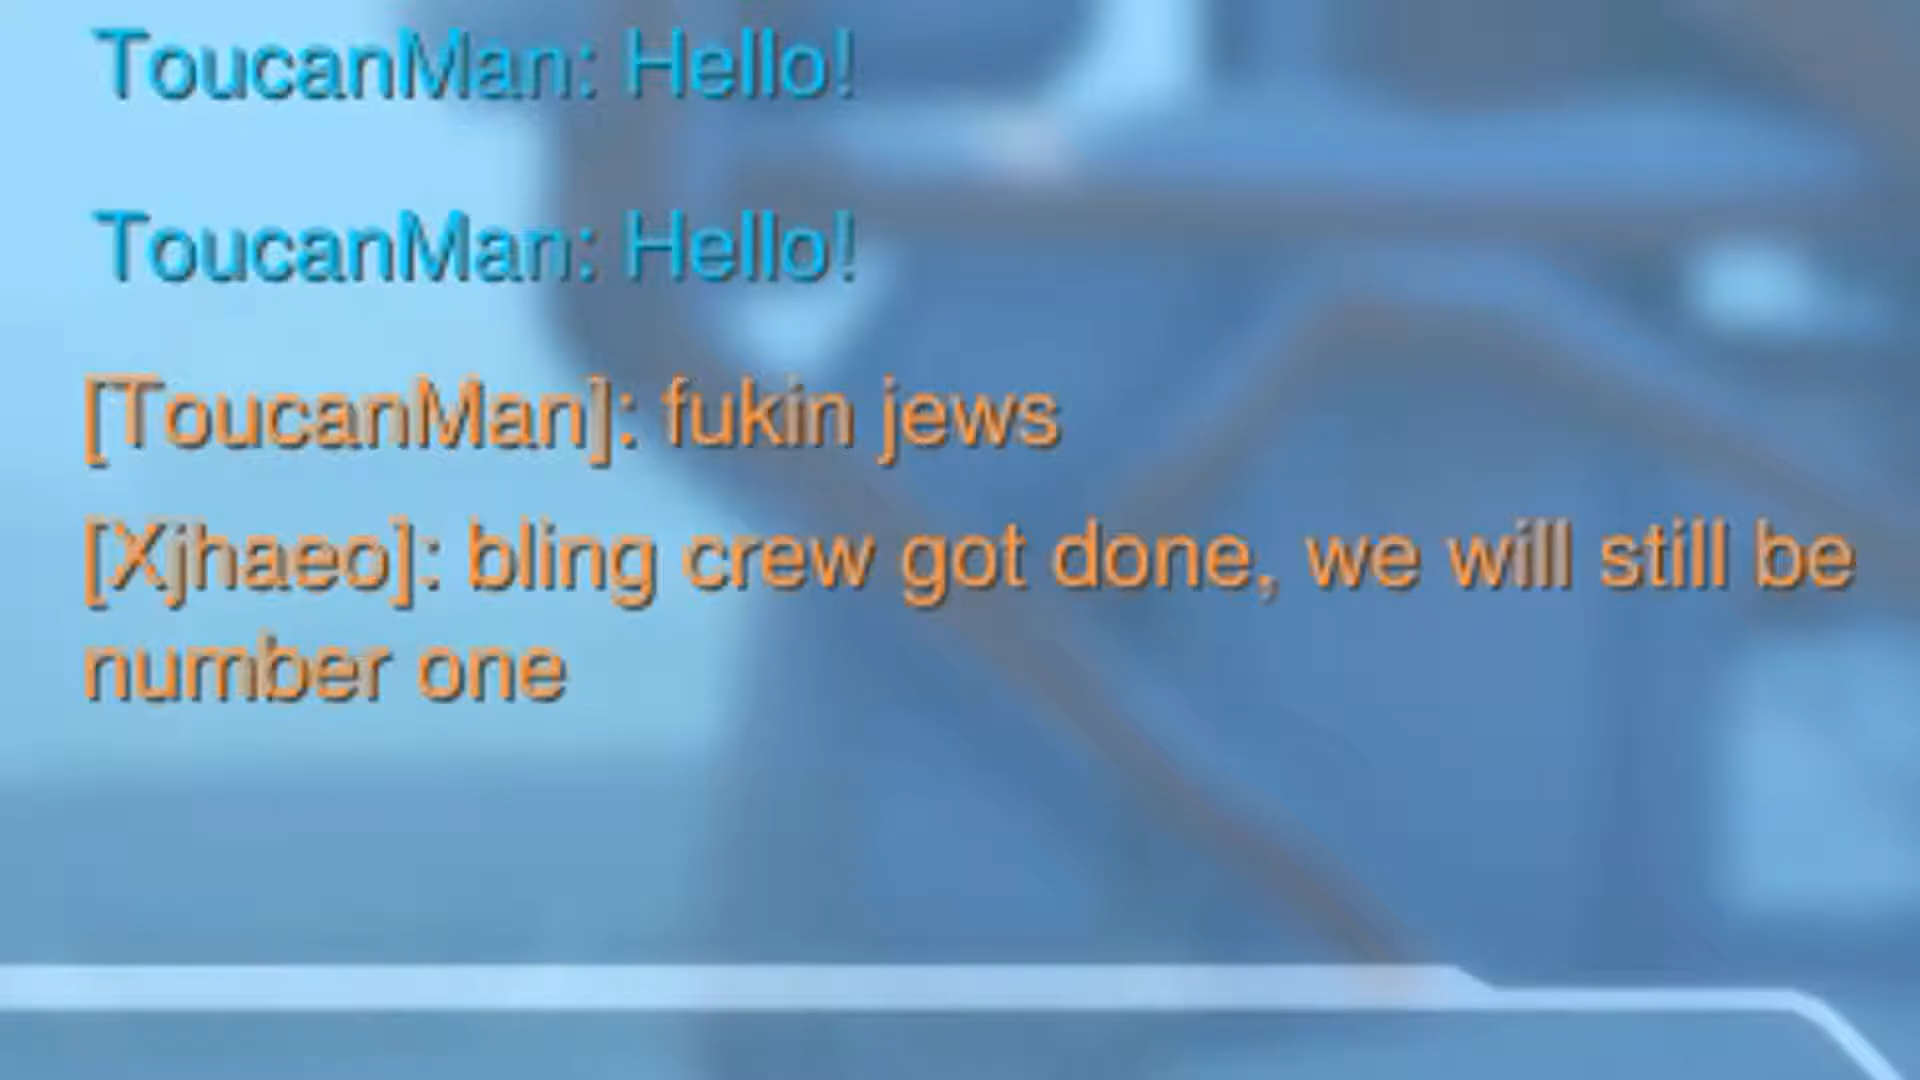 ToucanMan: Hello!
ToucanMan: Hello!
[ToucanMan]: fukin jews
[Xjhaeo]: bling crew got done, we will still be
number one